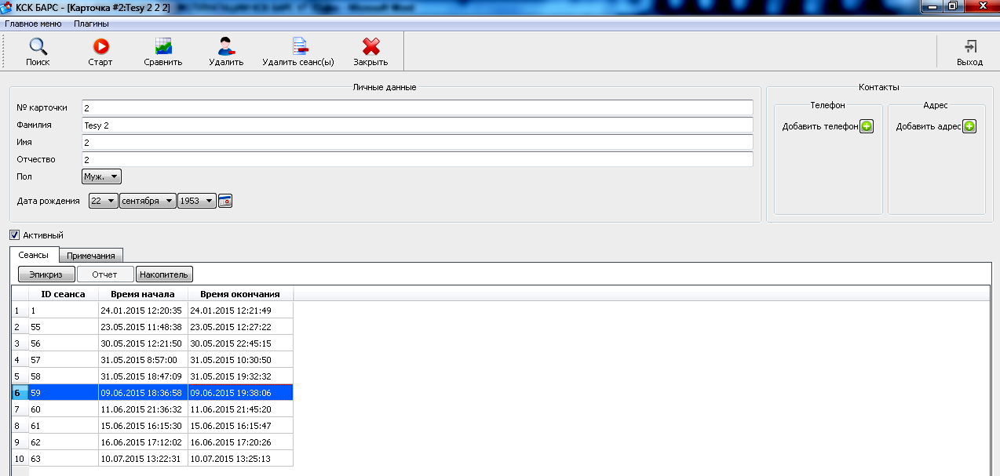 КСК БАРС - [Карточка #2:Tesy 2 2 2]
Главное меню Плагины
Поиск Старт Сравнить Удалить Удалить сеанс(ы) Закрыть Выход
Личные данные Контакты
№ карточки 2
Телефон Адрес
Фамилия Tesy 2
Добавить телефон Добавить адрес
Имя 2
Отчество 2
Пол Муж.
Дата рождения 22 сентября 1953
Активный
Сеансы Примечания
Эпикриз Отчет Накопитель
ID сеанса Время начала Время окончания
1 1 24.01.2015 12:20:35 24.01.2015 12:21:49
2 55 23.05.2015 11:48:38 23.05.2015 12:27:22
3 56 30.05.2015 12:21:50 30.05.2015 22:45:15
4 57 31.05.2015 8:57:00 31.05.2015 10:30:50
5 58 31.05.2015 18:47:09 31.05.2015 19:32:32
6 59 09.06.2015 18:36:58 09.06.2015 19:38:06
7 60 11.06.2015 21:36:32 11.06.2015 21:45:20
8 61 15.06.2015 16:15:30 15.06.2015 16:15:47
9 62 16.06.2015 17:12:02 16.06.2015 17:20:26
10 63 10.07.2015 13:22:31 10.07.2015 13:25:13